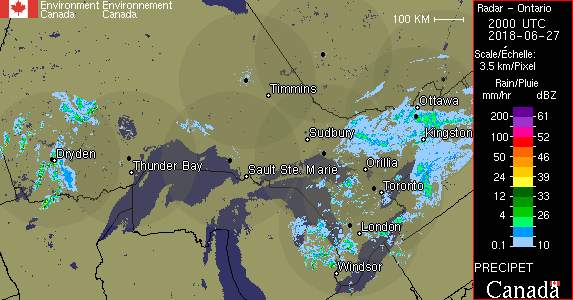 Environment Environnement
Canada Canada
100 KM
Timmins
Ottawa
Sudbury
Kingston
Dryden
Thunder Bay
Sault Ste. Marie
Orillia
Toronto
London
Windsor
Radar - Ontario
2000 UTC
2018-06-27
Scale/Échelle:
3.5 km/Pixel
Rain/Pluie
mm/hr dBZ
200 61
100 52
50 46
24 39
12 33
4 26
0.1 10
PRECIPET
Canada